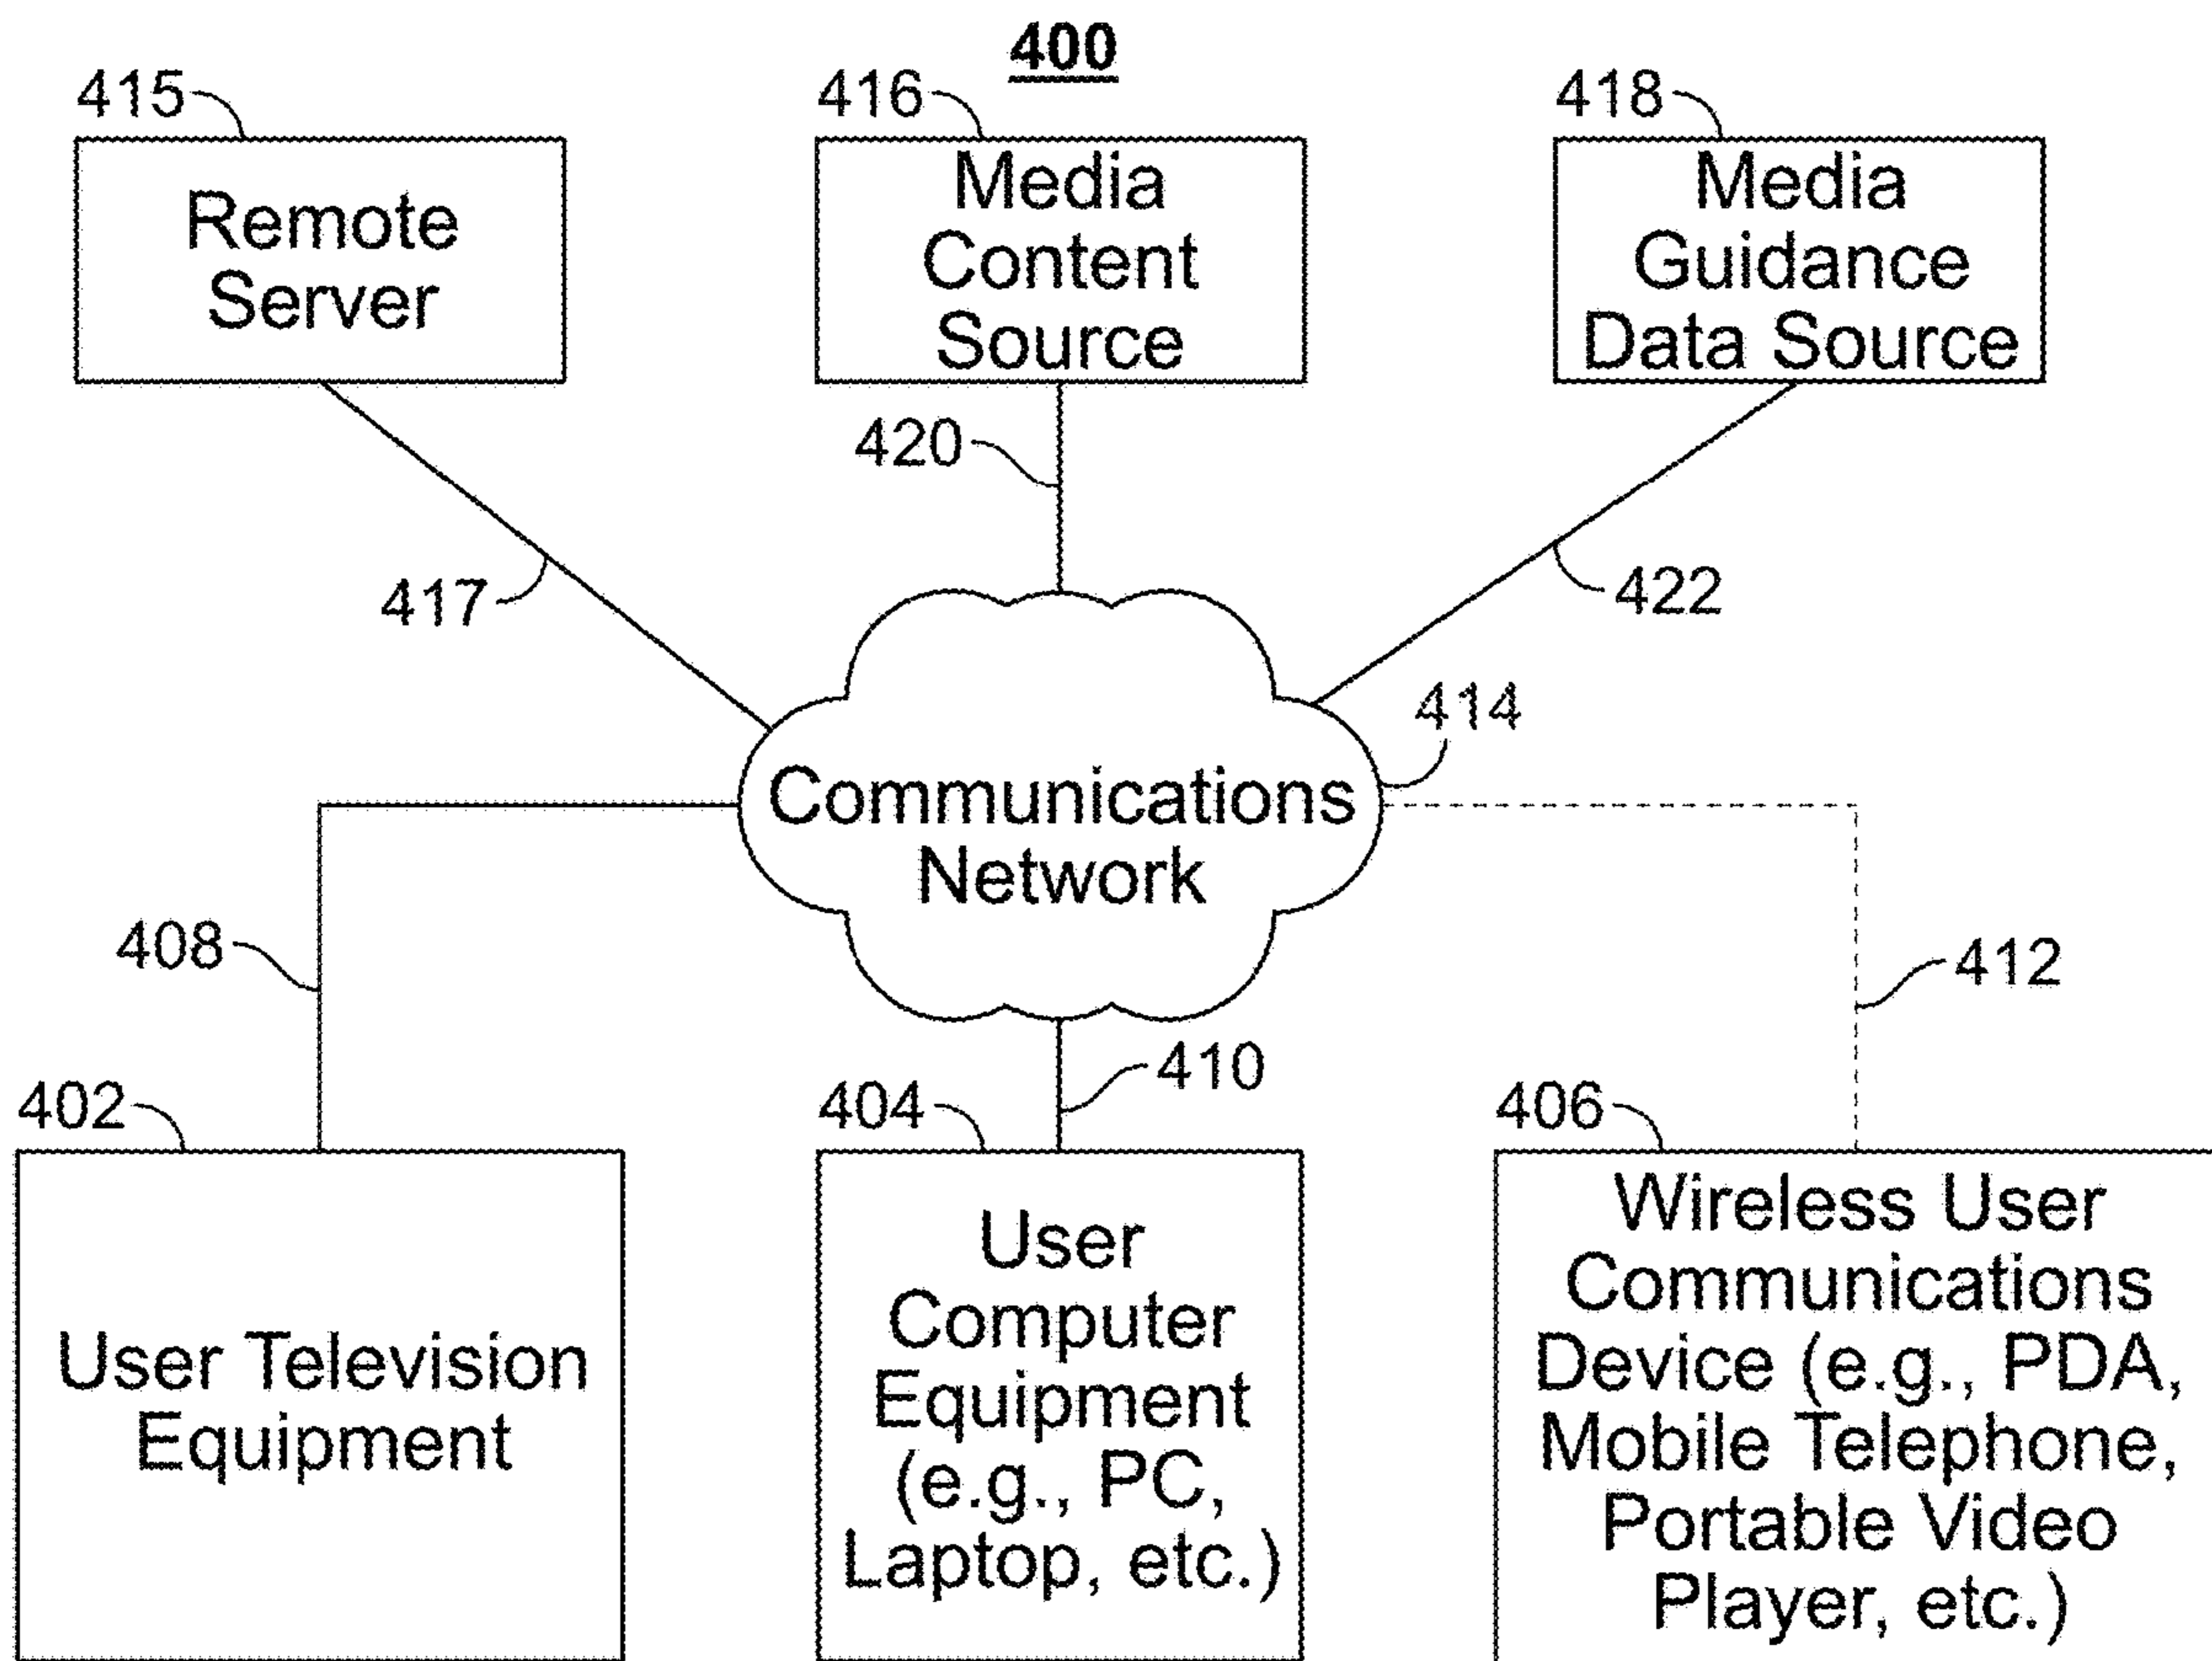 400
415
416
418
Remote
Server
Media
Content
Source
Media
Guidance
Data Source
420
417
422
414
Communications
Network
408
412
410
402
404
406
User Television
Equipment
User
Computer
Equipment
(e.g., PC,
Laptop, etc.)
Wireless User
Communications
Device (e.g., PDA,
Mobile Telephone,
Portable Video
Player, etc.)